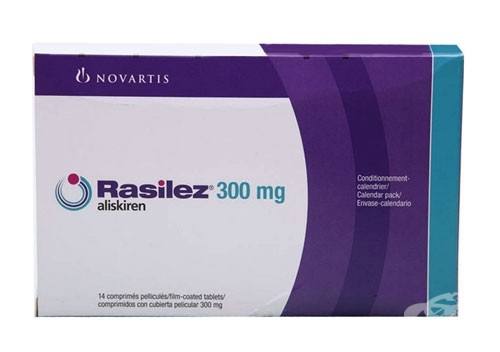 NOVARTIS
Rasilez® 300 mg
aliskiren
Conditionnement-
calendrier/
Calendar pack/
Envase-calendario
14 comprimés pelliculés/film-coated tablets/
comprimidos con cubierta pelicular 300 mg